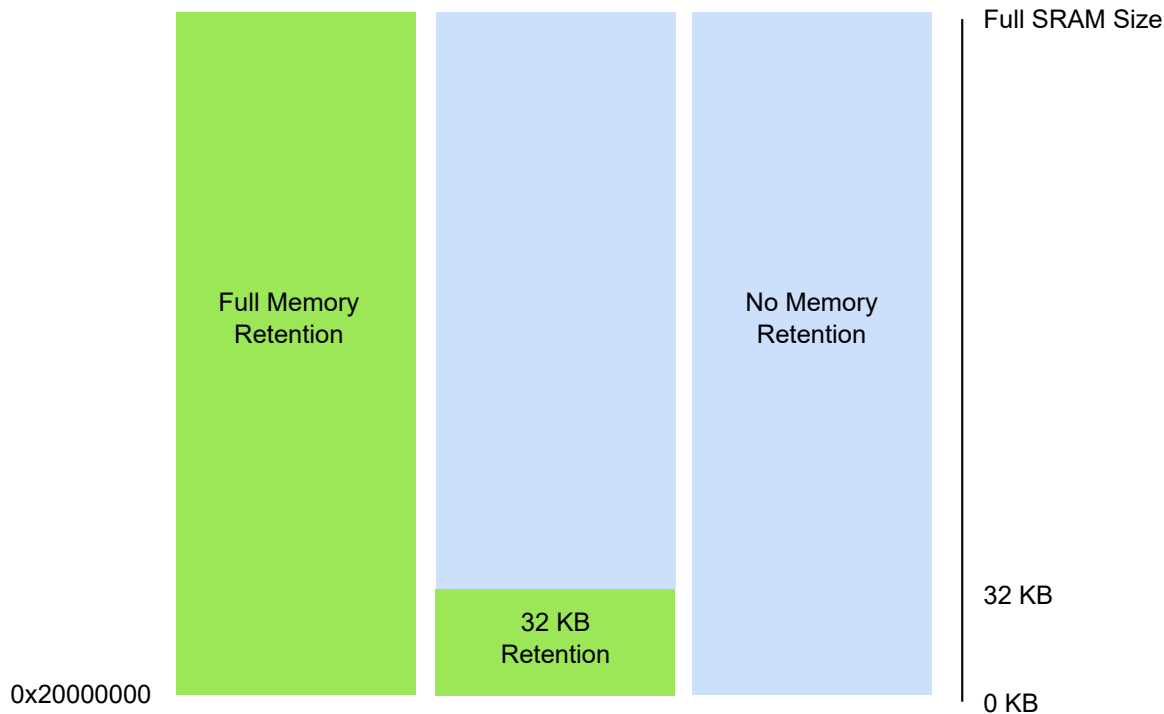 Full SRAM Size
Full Memory
Retention
No Memory
Retention
32 KB
32 KB
Retention
0x20000000
0 KB